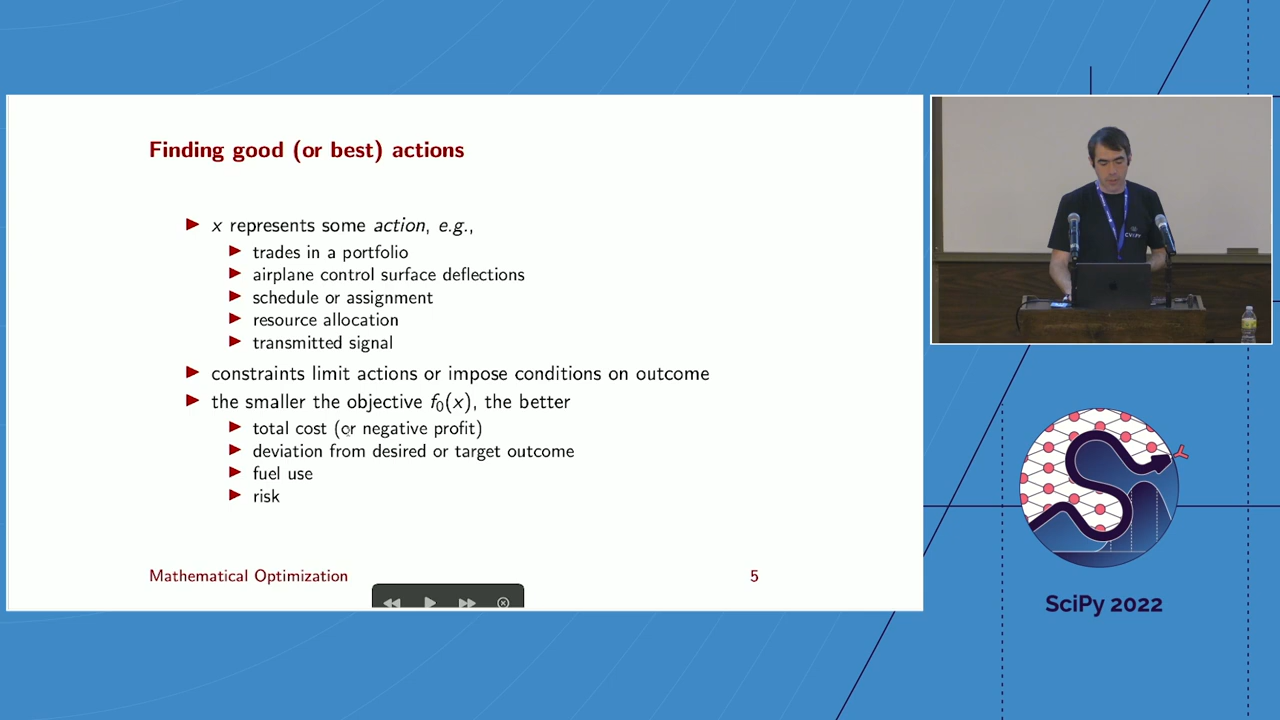 Finding good (or best) actions
▶ x represents some action, e.g.,
▶ trades in a portfolio
▶ airplane control surface deflections
▶ schedule or assignment
▶ resource allocation
▶ transmitted signal
▶ constraints limit actions or impose conditions on outcome
▶ the smaller the objective f₀(x), the better
▶ total cost (or negative profit)
▶ deviation from desired or target outcome
▶ fuel use
▶ risk
Mathematical Optimization 5
CVXPY
SciPy 2022